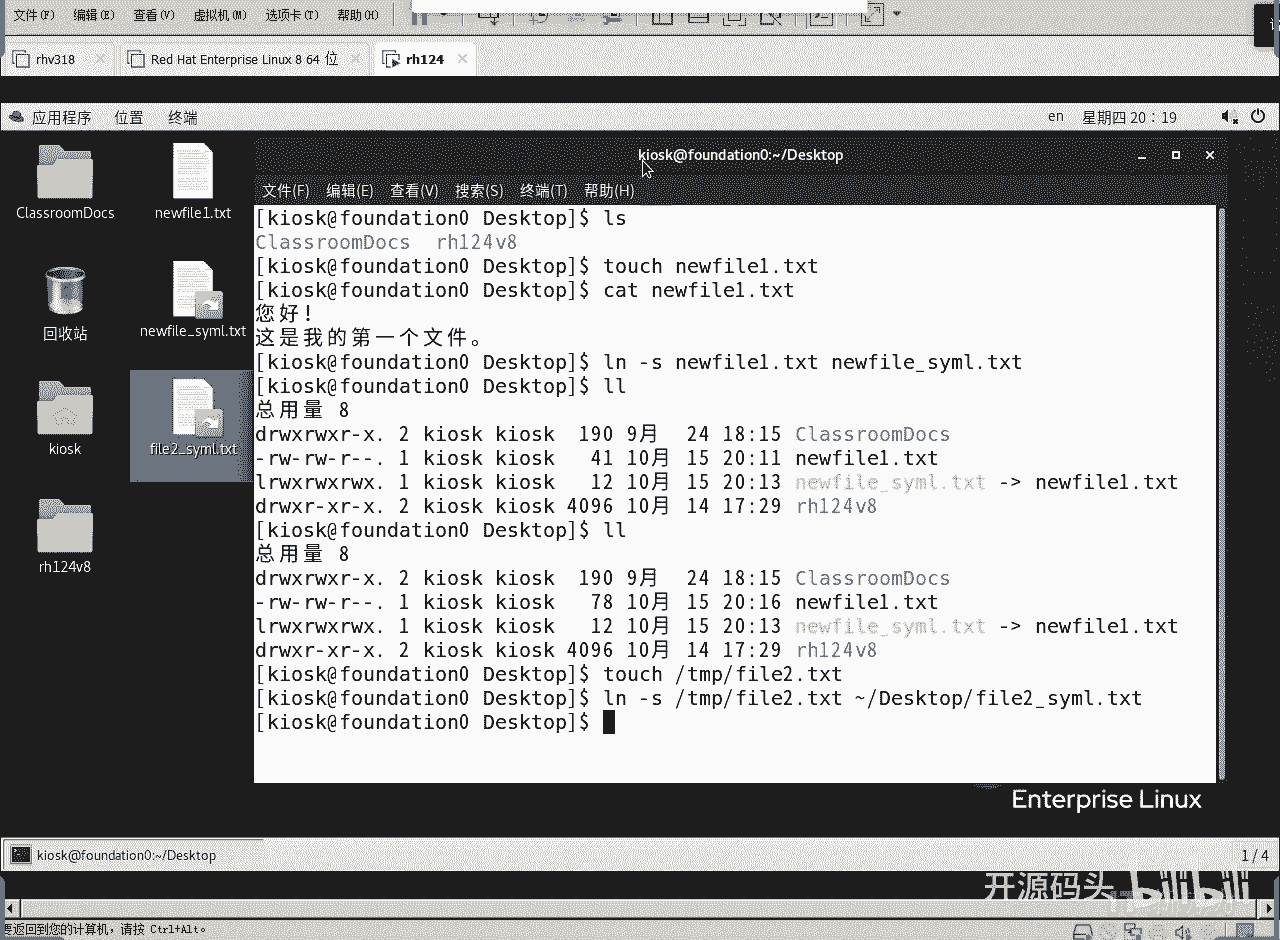 文件(F) 编辑(E) 查看(V) 虚拟机(M) 选项卡(T) 帮助(H)
rhv318 Red Hat Enterprise Linux 8 64 位 rh124
应用程序 位置 终端 en 星期四 20：19
ClassroomDocs
newfile1.txt
回收站
newfile_syml.txt
kiosk
file2_syml.txt
rh124v8
kiosk@foundation0:~/Desktop
文件(F) 编辑(E) 查看(V) 搜索(S) 终端(T) 帮助(H)
[kiosk@foundation0 Desktop]$ ls
ClassroomDocs rh124v8
[kiosk@foundation0 Desktop]$ touch newfile1.txt
[kiosk@foundation0 Desktop]$ cat newfile1.txt
您好！
这是我的第一个文件。
[kiosk@foundation0 Desktop]$ ln -s newfile1.txt newfile_syml.txt
[kiosk@foundation0 Desktop]$ ll
总用量 8
drwxrwxr-x. 2 kiosk kiosk 190 9月 24 18:15 ClassroomDocs
-rw-rw-r--. 1 kiosk kiosk 41 10月 15 20:11 newfile1.txt
lrwxrwxrwx. 1 kiosk kiosk 12 10月 15 20:13 newfile_syml.txt -> newfile1.txt
drwxr-xr-x. 2 kiosk kiosk 4096 10月 14 17:29 rh124v8
[kiosk@foundation0 Desktop]$ ll
总用量 8
drwxrwxr-x. 2 kiosk kiosk 190 9月 24 18:15 ClassroomDocs
-rw-rw-r--. 1 kiosk kiosk 78 10月 15 20:16 newfile1.txt
lrwxrwxrwx. 1 kiosk kiosk 12 10月 15 20:13 newfile_syml.txt -> newfile1.txt
drwxr-xr-x. 2 kiosk kiosk 4096 10月 14 17:29 rh124v8
[kiosk@foundation0 Desktop]$ touch /tmp/file2.txt
[kiosk@foundation0 Desktop]$ ln -s /tmp/file2.txt ~/Desktop/file2_syml.txt
[kiosk@foundation0 Desktop]$
Enterprise Linux
kiosk@foundation0:~/Desktop 1 / 4
开源码头 bilibili
要返回到您的计算机，请按 Ctrl+Alt。